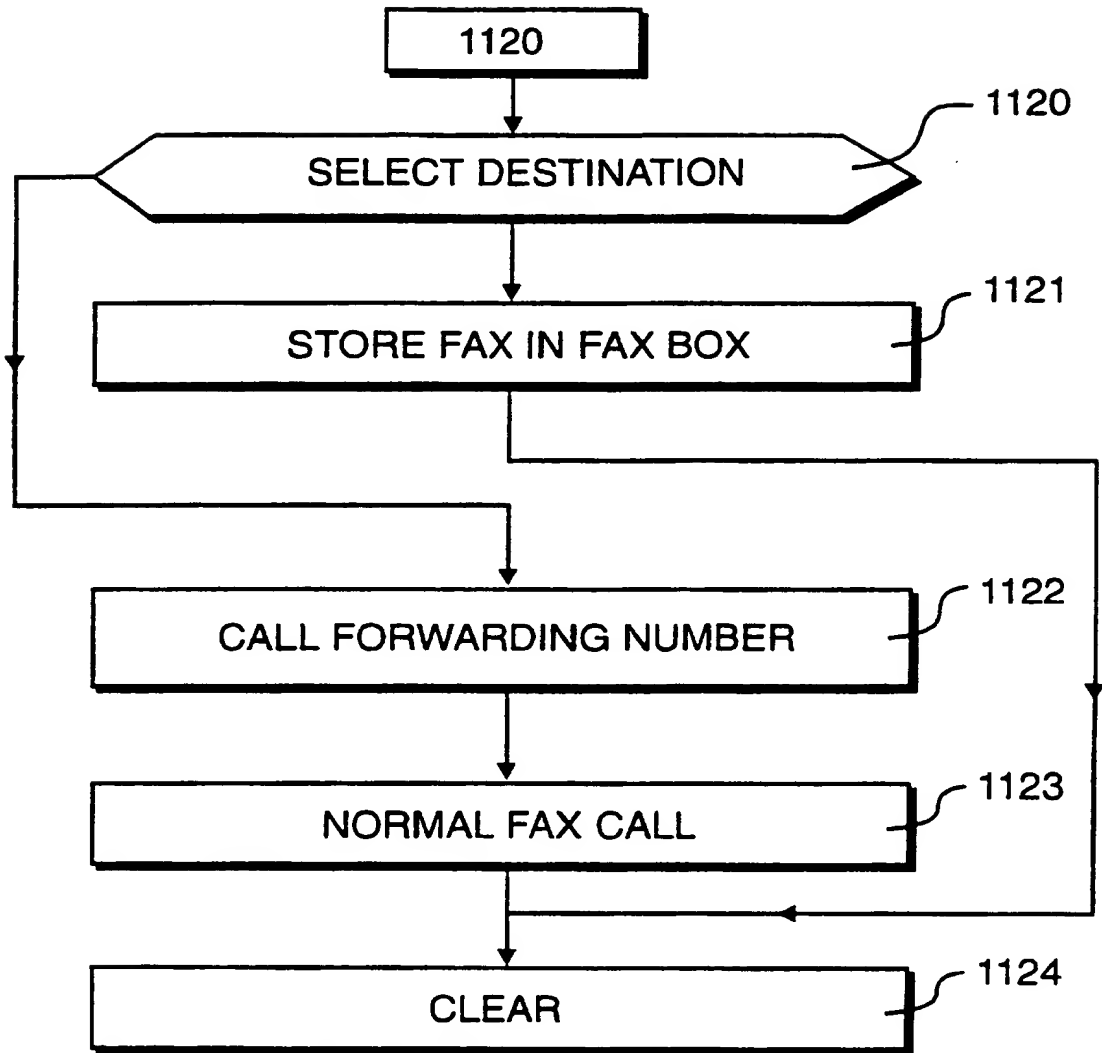 1120
1120
SELECT DESTINATION
1121
STORE FAX IN FAX BOX
1122
CALL FORWARDING NUMBER
1123
NORMAL FAX CALL
1124
CLEAR